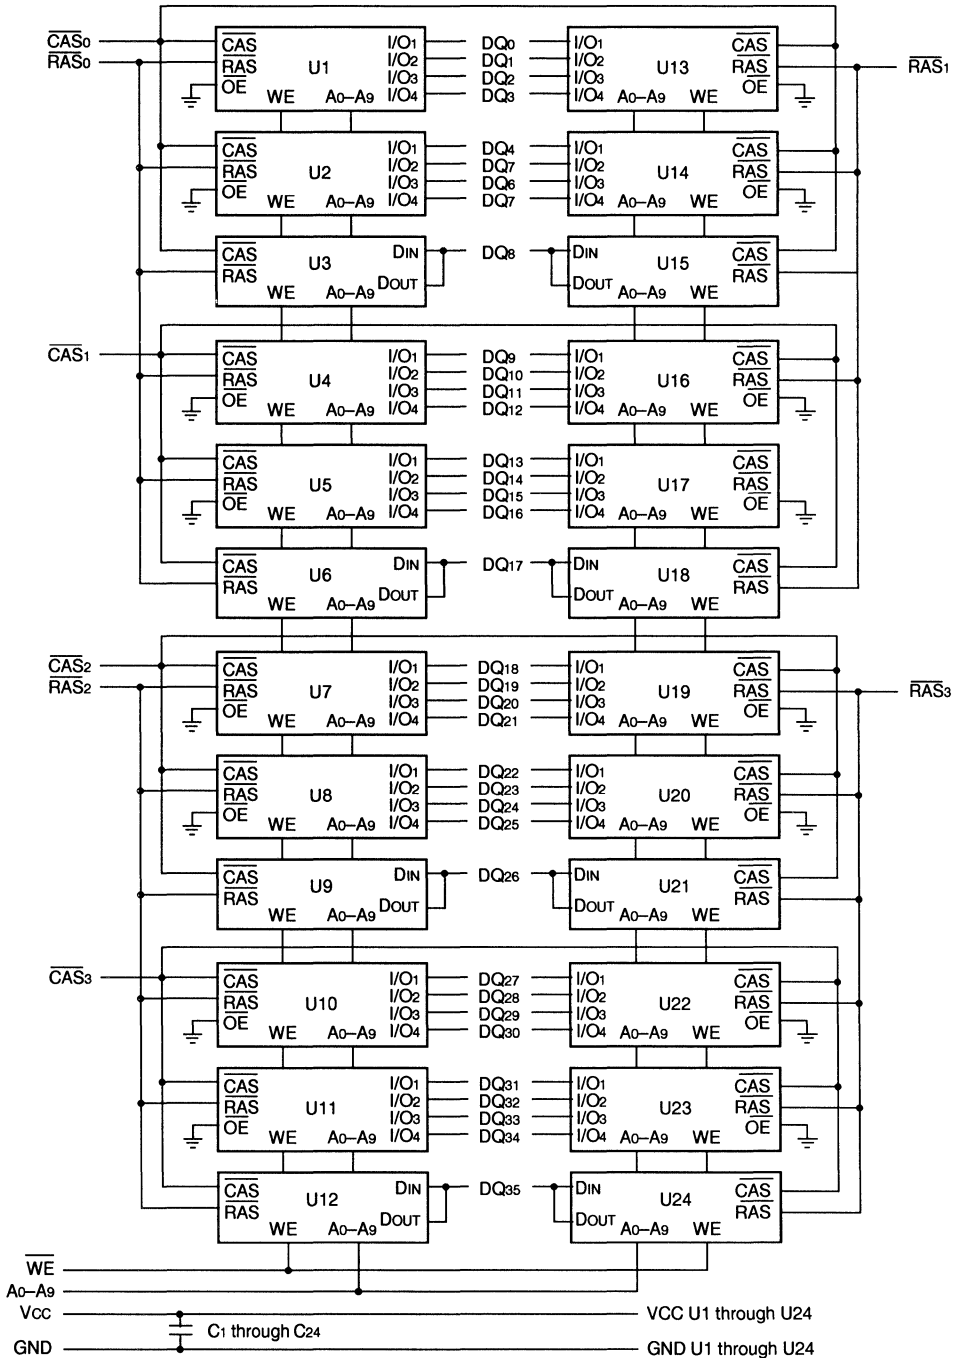 CAS0
RAS0
CAS I/O1 DQ0 I/O1 CAS
RAS U1 I/O2 DQ1 I/O2 U13 RAS RAS1
OE I/O3 DQ2 I/O3 OE
WE A0–A9 I/O4 DQ3 I/O4 A0–A9 WE
CAS I/O1 DQ4 I/O1 CAS
RAS U2 I/O2 DQ7 I/O2 U14 RAS
OE I/O3 DQ6 I/O3 OE
WE A0–A9 I/O4 DQ7 I/O4 A0–A9 WE
CAS U3 DIN DQ8 DIN U15 CAS
RAS DOUT DOUT RAS
WE A0–A9 A0–A9 WE
CAS1 CAS I/O1 DQ9 I/O1 CAS
RAS U4 I/O2 DQ10 I/O2 U16 RAS
OE I/O3 DQ11 I/O3 OE
WE A0–A9 I/O4 DQ12 I/O4 A0–A9 WE
CAS I/O1 DQ13 I/O1 CAS
RAS U5 I/O2 DQ14 I/O2 U17 RAS
OE I/O3 DQ15 I/O3 OE
WE A0–A9 I/O4 DQ16 I/O4 A0–A9 WE
CAS U6 DIN DQ17 DIN U18 CAS
RAS DOUT DOUT RAS
WE A0–A9 A0–A9 WE
CAS2 CAS I/O1 DQ18 I/O1 CAS
RAS2 RAS U7 I/O2 DQ19 I/O2 U19 RAS RAS3
OE I/O3 DQ20 I/O3 OE
WE A0–A9 I/O4 DQ21 I/O4 A0–A9 WE
CAS I/O1 DQ22 I/O1 CAS
RAS U8 I/O2 DQ23 I/O2 U20 RAS
OE I/O3 DQ24 I/O3 OE
WE A0–A9 I/O4 DQ25 I/O4 A0–A9 WE
CAS U9 DIN DQ26 DIN U21 CAS
RAS DOUT DOUT RAS
WE A0–A9 A0–A9 WE
CAS3 CAS I/O1 DQ27 I/O1 CAS
RAS U10 I/O2 DQ28 I/O2 U22 RAS
OE I/O3 DQ29 I/O3 OE
WE A0–A9 I/O4 DQ30 I/O4 A0–A9 WE
CAS I/O1 DQ31 I/O1 CAS
RAS U11 I/O2 DQ32 I/O2 U23 RAS
OE I/O3 DQ33 I/O3 OE
WE A0–A9 I/O4 DQ34 I/O4 A0–A9 WE
CAS U12 DIN DQ35 DIN U24 CAS
RAS DOUT DOUT RAS
WE A0–A9 A0–A9 WE
WE
A0–A9
VCC VCC U1 through U24
C1 through C24
GND GND U1 through U24